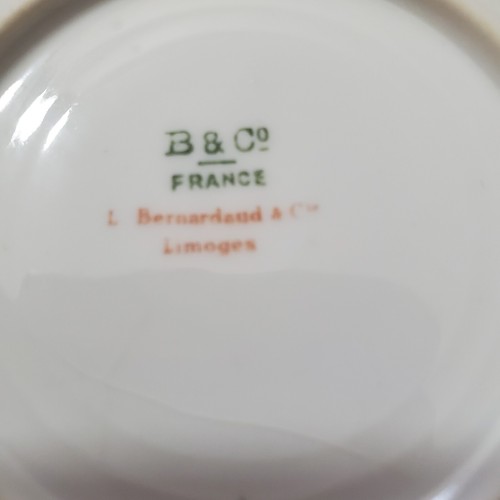 B & Cº
FRANCE
L Bernardaud & Cie
Limoges